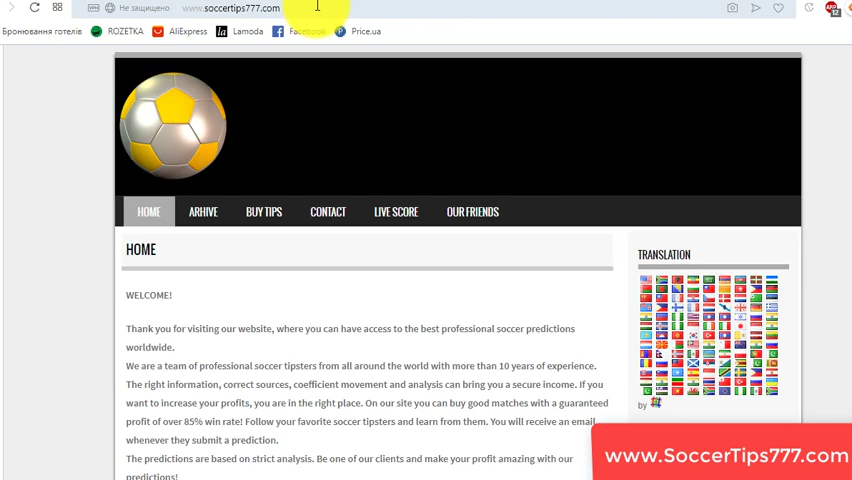 Не защищено www.soccertips777.com
Бронювання готелів ROZETKA AliExpress la Lamoda Facebook P Price.ua
HOME ARHIVE BUY TIPS CONTACT LIVE SCORE OUR FRIENDS
HOME
WELCOME!
Thank you for visiting our website, where you can have access to the best professional soccer predictions
worldwide.
We are a team of professional soccer tipsters from all around the world with more than 10 years of experience.
The right information, correct sources, coefficient movement and analysis can bring you a secure income. If you
want to increase your profits, you are in the right place. On our site you can buy good matches with a guaranteed
profit of over 85% win rate! Follow your favorite soccer tipsters and learn from them. You will receive an email
whenever they submit a prediction.
The predictions are based on strict analysis. Be one of our clients and make your profit amazing with our
predictions!
TRANSLATION
by
www.SoccerTips777.com